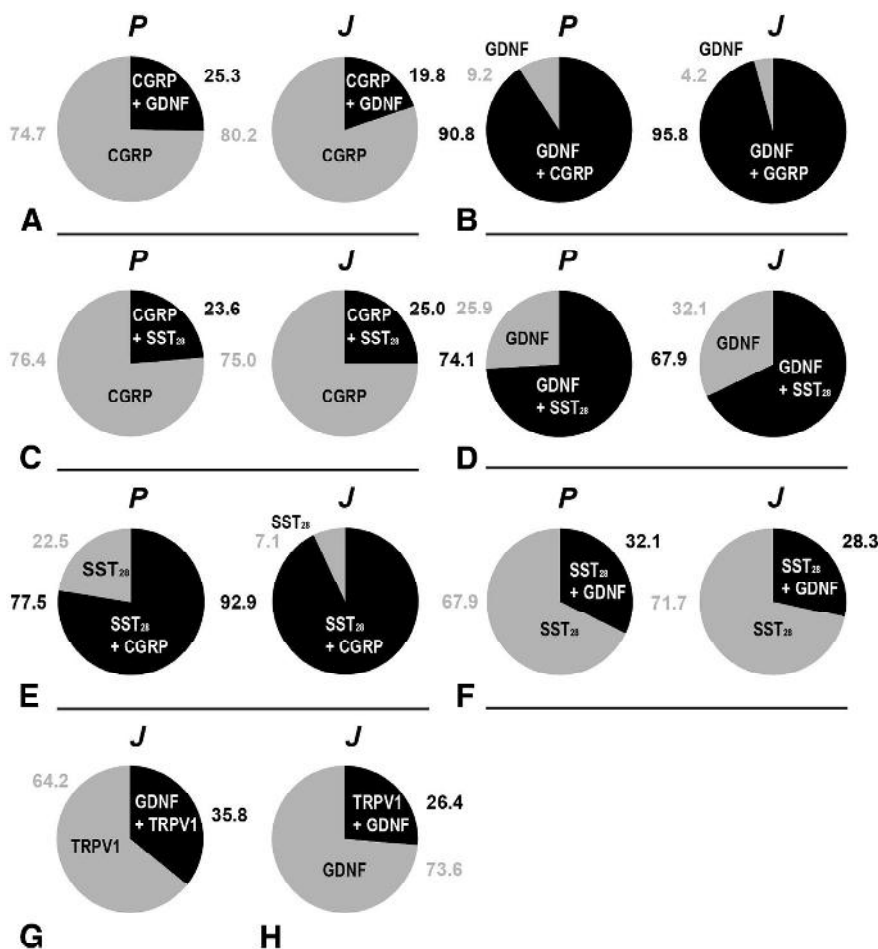 P
J
CGRP
+ GDNF
25.3
74.7
CGRP
CGRP
+ GDNF
19.8
80.2
CGRP
A
P
J
GDNF
9.2
90.8
GDNF
+ CGRP
GDNF
4.2
95.8
GDNF
+ GGRP
B
P
J
CGRP
+ SST₂₈
23.6
76.4
CGRP
CGRP
+ SST₂₈
25.0
75.0
CGRP
C
P
J
25.9
GDNF
74.1
GDNF
+ SST₂₈
32.1
GDNF
67.9
GDNF
+ SST₂₈
D
P
J
22.5
SST₂₈
77.5
SST₂₈
+ CGRP
SST₂₈
7.1
92.9
SST₂₈
+ CGRP
E
P
J
32.1
SST₂₈
+ GDNF
67.9
SST₂₈
28.3
SST₂₈
+ GDNF
71.7
SST₂₈
F
J
64.2
GDNF
+ TRPV1
35.8
TRPV1
G
J
TRPV1
+ GDNF
26.4
GDNF
73.6
H